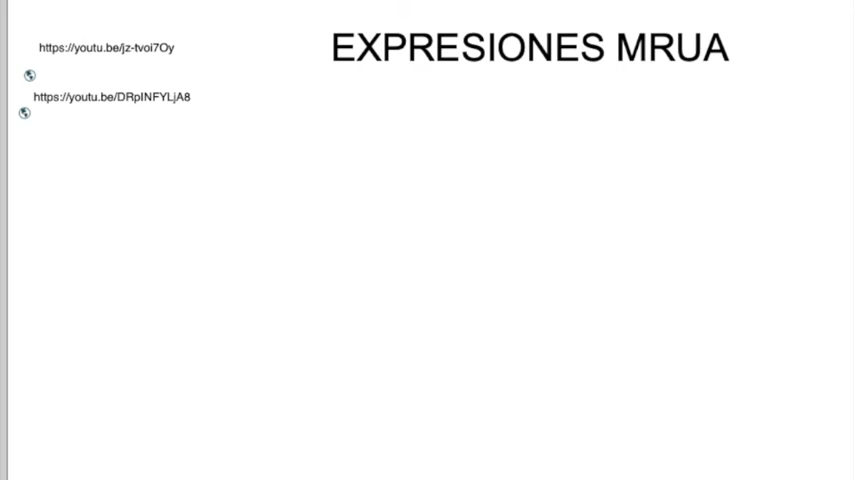 https://youtu.be/jz-tvoi7Oy
EXPRESIONES MRUA
https://youtu.be/DRpINFYLjA8